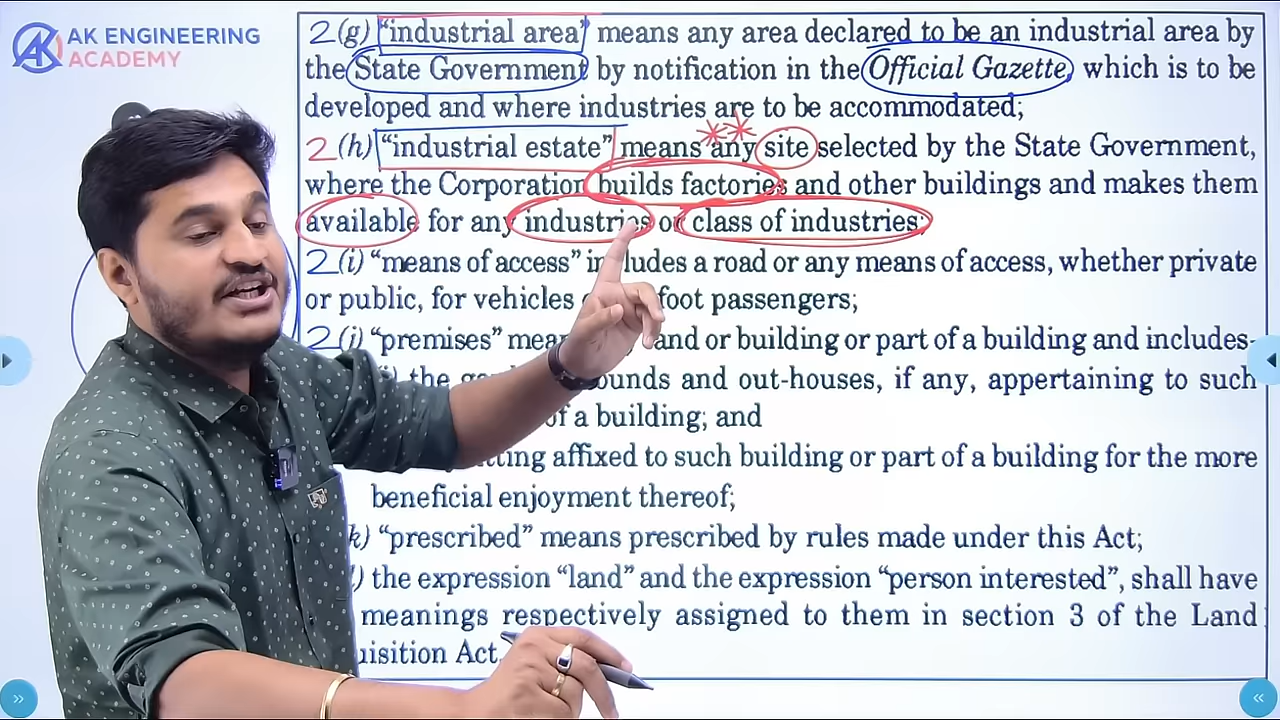 AK ENGINEERING
ACADEMY
2(g) “industrial area” means any area declared to be an industrial area by
the State Government by notification in the Official Gazette, which is to be
developed and where industries are to be accommodated;
2(h) “industrial estate” means any site selected by the State Government,
where the Corporation builds factories and other buildings and makes them
available for any industries or class of industries;
2(i) “means of access” includes a road or any means of access, whether private
or public, for vehicles foot passengers;
2(j) “premises” means land or building or part of a building and includes-
the and out-houses, if any, appertaining to such
of a building; and
affixed to such building or part of a building for the more
beneficial enjoyment thereof;
k) “prescribed” means prescribed by rules made under this Act;
) the expression “land” and the expression “person interested”, shall have
meanings respectively assigned to them in section 3 of the Land
Act.